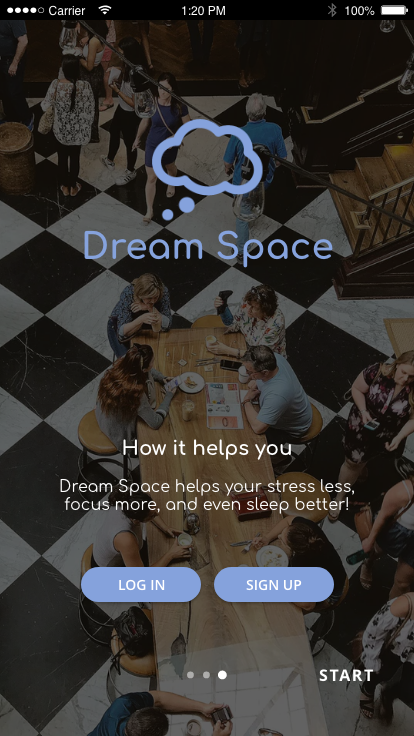 Carrier 1:20 PM 100%
Dream Space
How it helps you
Dream Space helps your stress less,
focus more, and even sleep better!
LOG IN SIGN UP
START